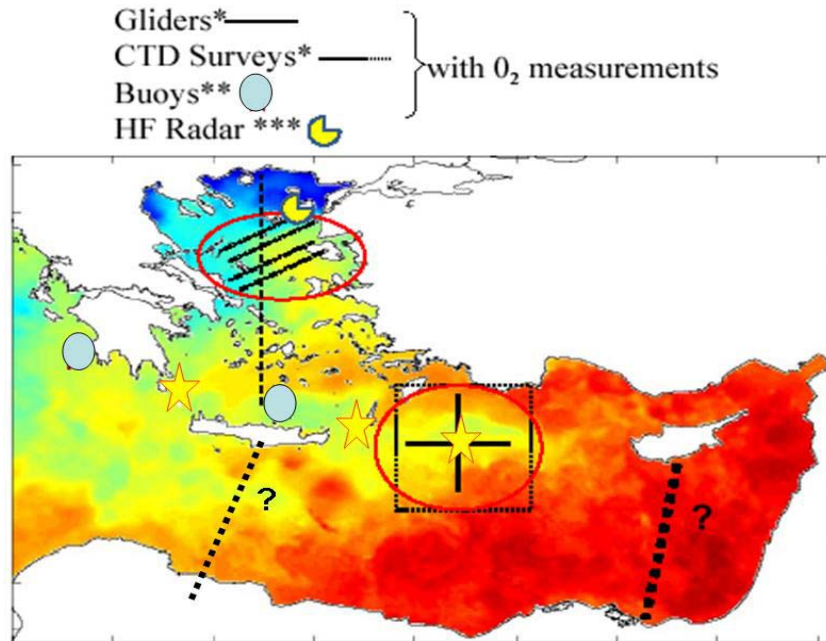 Gliders*
CTD Surveys*
Buoys**
HF Radar ***
with 0₂ measurements
?
?